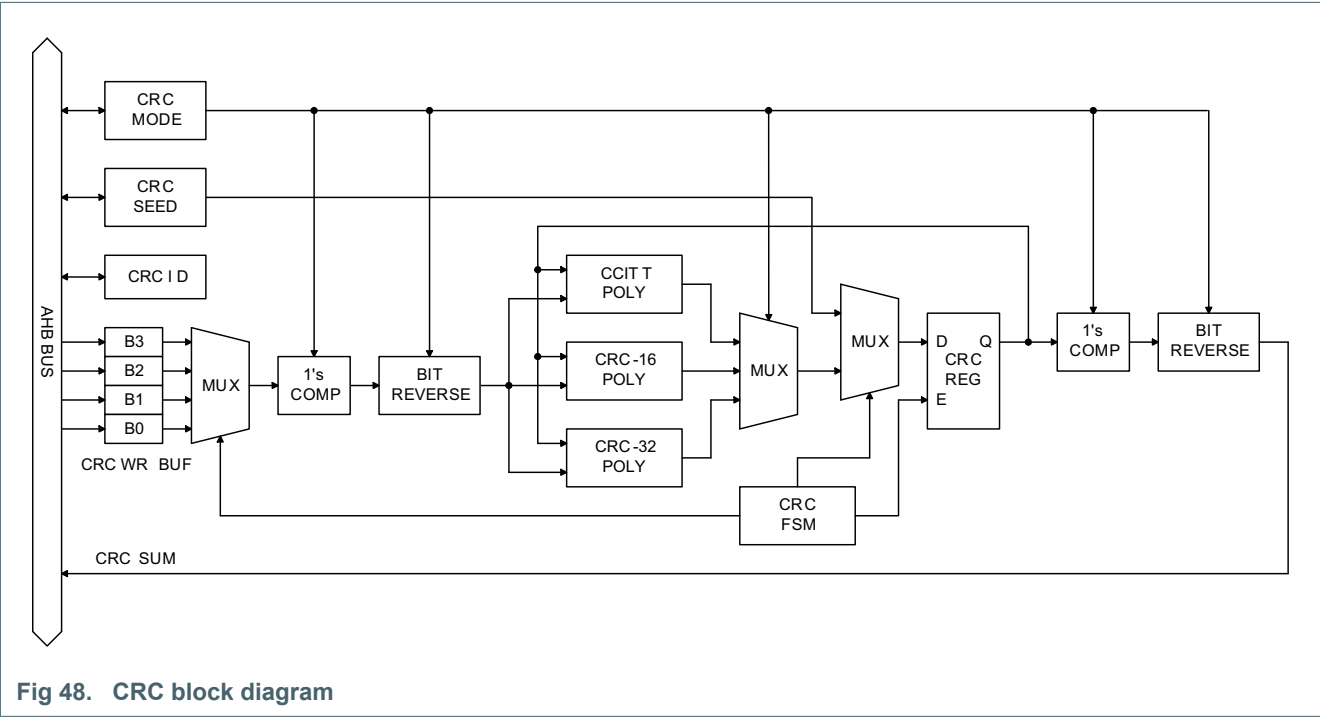 CRC
MODE
CRC
SEED
CRC ID
AHB BUS
B3
B2
B1
B0
CRC WR BUF
MUX
1's
COMP
BIT
REVERSE
CCITT
POLY
CRC-16
POLY
CRC-32
POLY
MUX
MUX
D Q
CRC
REG
E
1's
COMP
BIT
REVERSE
CRC
FSM
CRC SUM
Fig 48. CRC block diagram